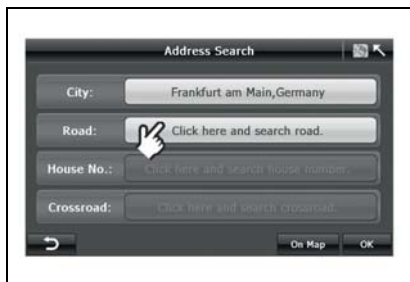 Address Search
City: Frankfurt am Main,Germany
Road: Click here and search road.
House No.: Click here and search house number.
Crossroad: Click here and search crossroad.
On Map OK